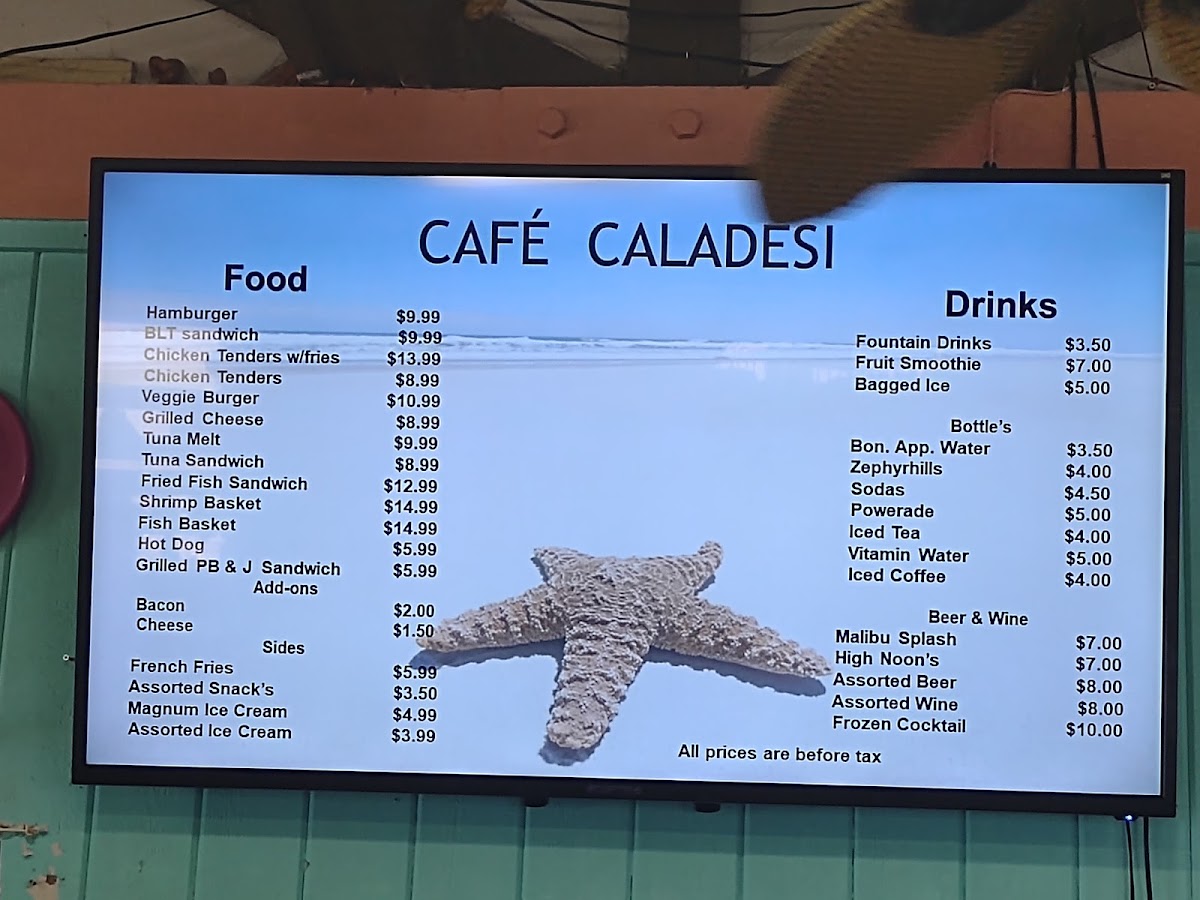 CAFÉ CALADESI
Food
Hamburger $9.99
BLT sandwich $9.99
Chicken Tenders w/fries $13.99
Chicken Tenders $8.99
Veggie Burger $10.99
Grilled Cheese $8.99
Tuna Melt $9.99
Tuna Sandwich $8.99
Fried Fish Sandwich $12.99
Shrimp Basket $14.99
Fish Basket $14.99
Hot Dog $5.99
Grilled PB & J Sandwich $5.99
Add-ons
Bacon $2.00
Cheese $1.50
Sides
French Fries $5.99
Assorted Snack's $3.50
Magnum Ice Cream $4.99
Assorted Ice Cream $3.99
Drinks
Fountain Drinks $3.50
Fruit Smoothie $7.00
Bagged Ice $5.00
Bottle's
Bon. App. Water $3.50
Zephyrhills $4.00
Sodas $4.50
Powerade $5.00
Iced Tea $4.00
Vitamin Water $5.00
Iced Coffee $4.00
Beer & Wine
Malibu Splash $7.00
High Noon's $7.00
Assorted Beer $8.00
Assorted Wine $8.00
Frozen Cocktail $10.00
All prices are before tax